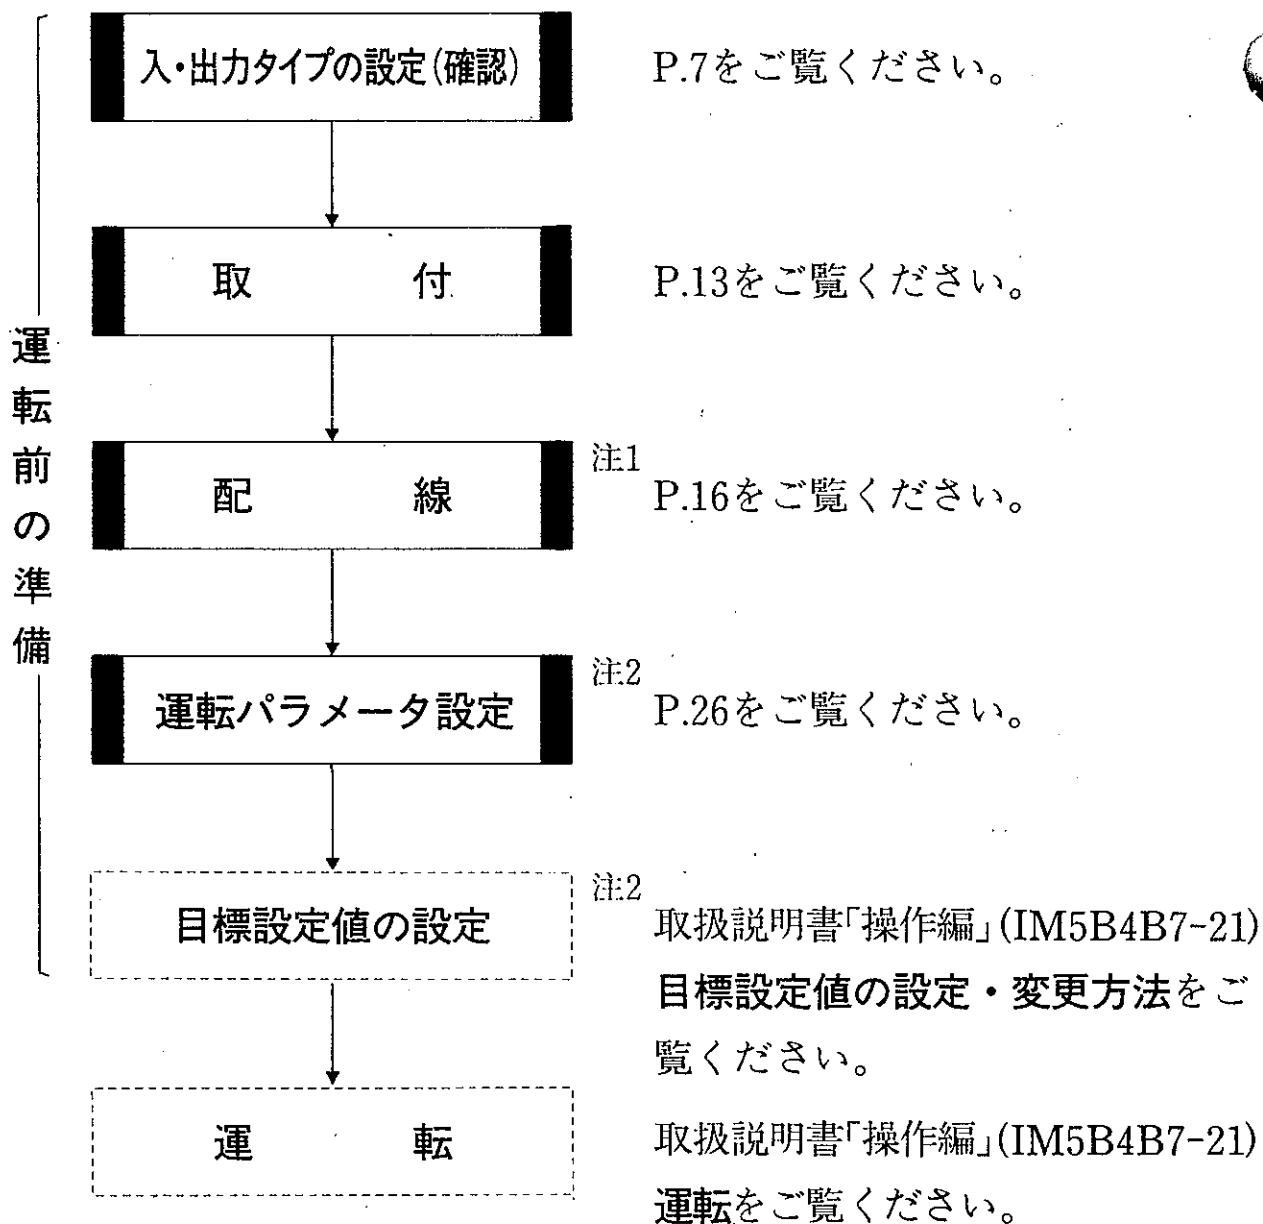 入・出力タイプの設定(確認)
P.7をご覧ください。
取付
P.13をご覧ください。
配線
注1
P.16をご覧ください。
運転パラメータ設定
注2
P.26をご覧ください。
目標設定値の設定
注2
取扱説明書「操作編」(IM5B4B7-21)
目標設定値の設定・変更方法をご
覧ください。
運転
取扱説明書「操作編」(IM5B4B7-21)
運転をご覧ください。
運転前の準備